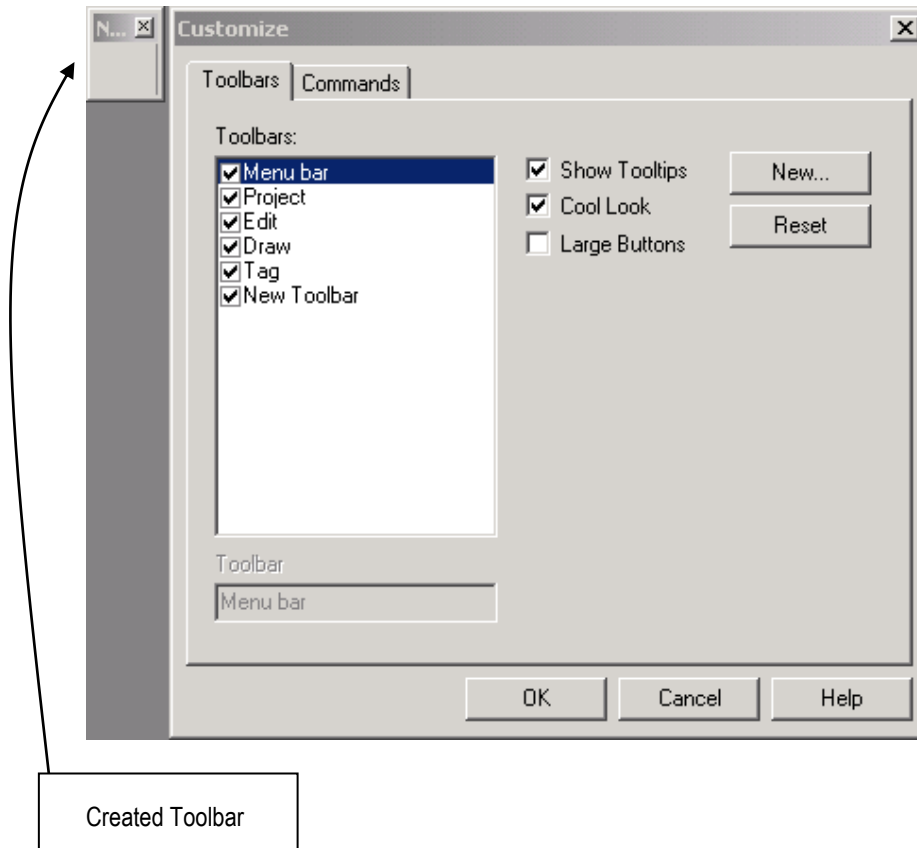 N...
Customize
Toolbars
Commands
Toolbars:
Menu bar
Project
Edit
Draw
Tag
New Toolbar
Show Tooltips
Cool Look
Large Buttons
New...
Reset
Toolbar
Menu bar
OK
Cancel
Help
Created Toolbar